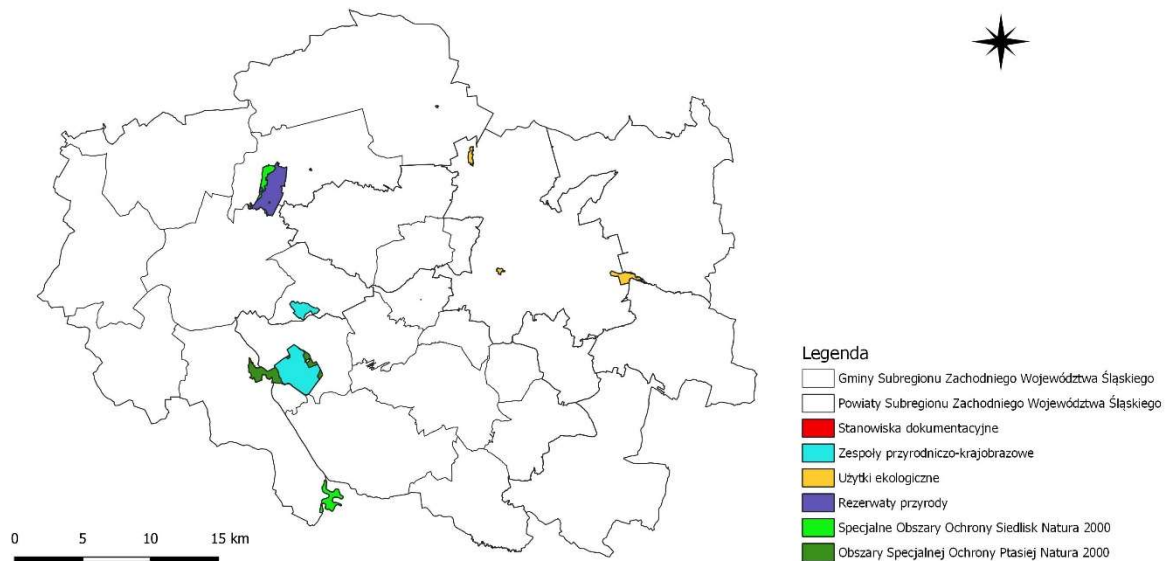 Legenda
Gminy Subregionu Zachodniego Województwa Śląskiego
Powiaty Subregionu Zachodniego Województwa Śląskiego
Stanowiska dokumentacyjne
Zespoły przyrodniczo-krajobrazowe
Użytki ekologiczne
Rezerwaty przyrody
Specjalne Obszary Ochrony Siedlisk Natura 2000
Obszary Specjalnej Ochrony Ptasiej Natura 2000
0 5 10 15 km